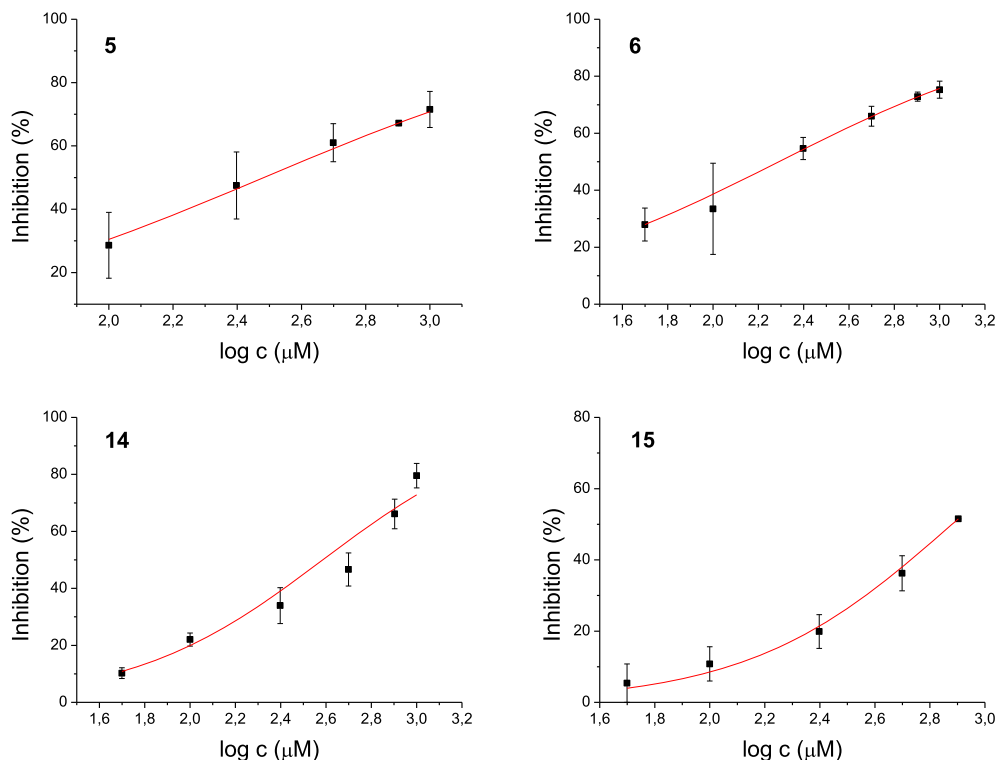 5
100
80
60
40
20
Inhibition (%)
2,0 2,2 2,4 2,6 2,8 3,0
log c (μM)
6
100
80
60
40
20
0
Inhibition (%)
1,6 1,8 2,0 2,2 2,4 2,6 2,8 3,0 3,2
log c (μM)
14
100
80
60
40
20
0
Inhibition (%)
1,6 1,8 2,0 2,2 2,4 2,6 2,8 3,0 3,2
log c (μM)
15
80
60
40
20
0
Inhibition (%)
1,6 1,8 2,0 2,2 2,4 2,6 2,8 3,0
log c (μM)